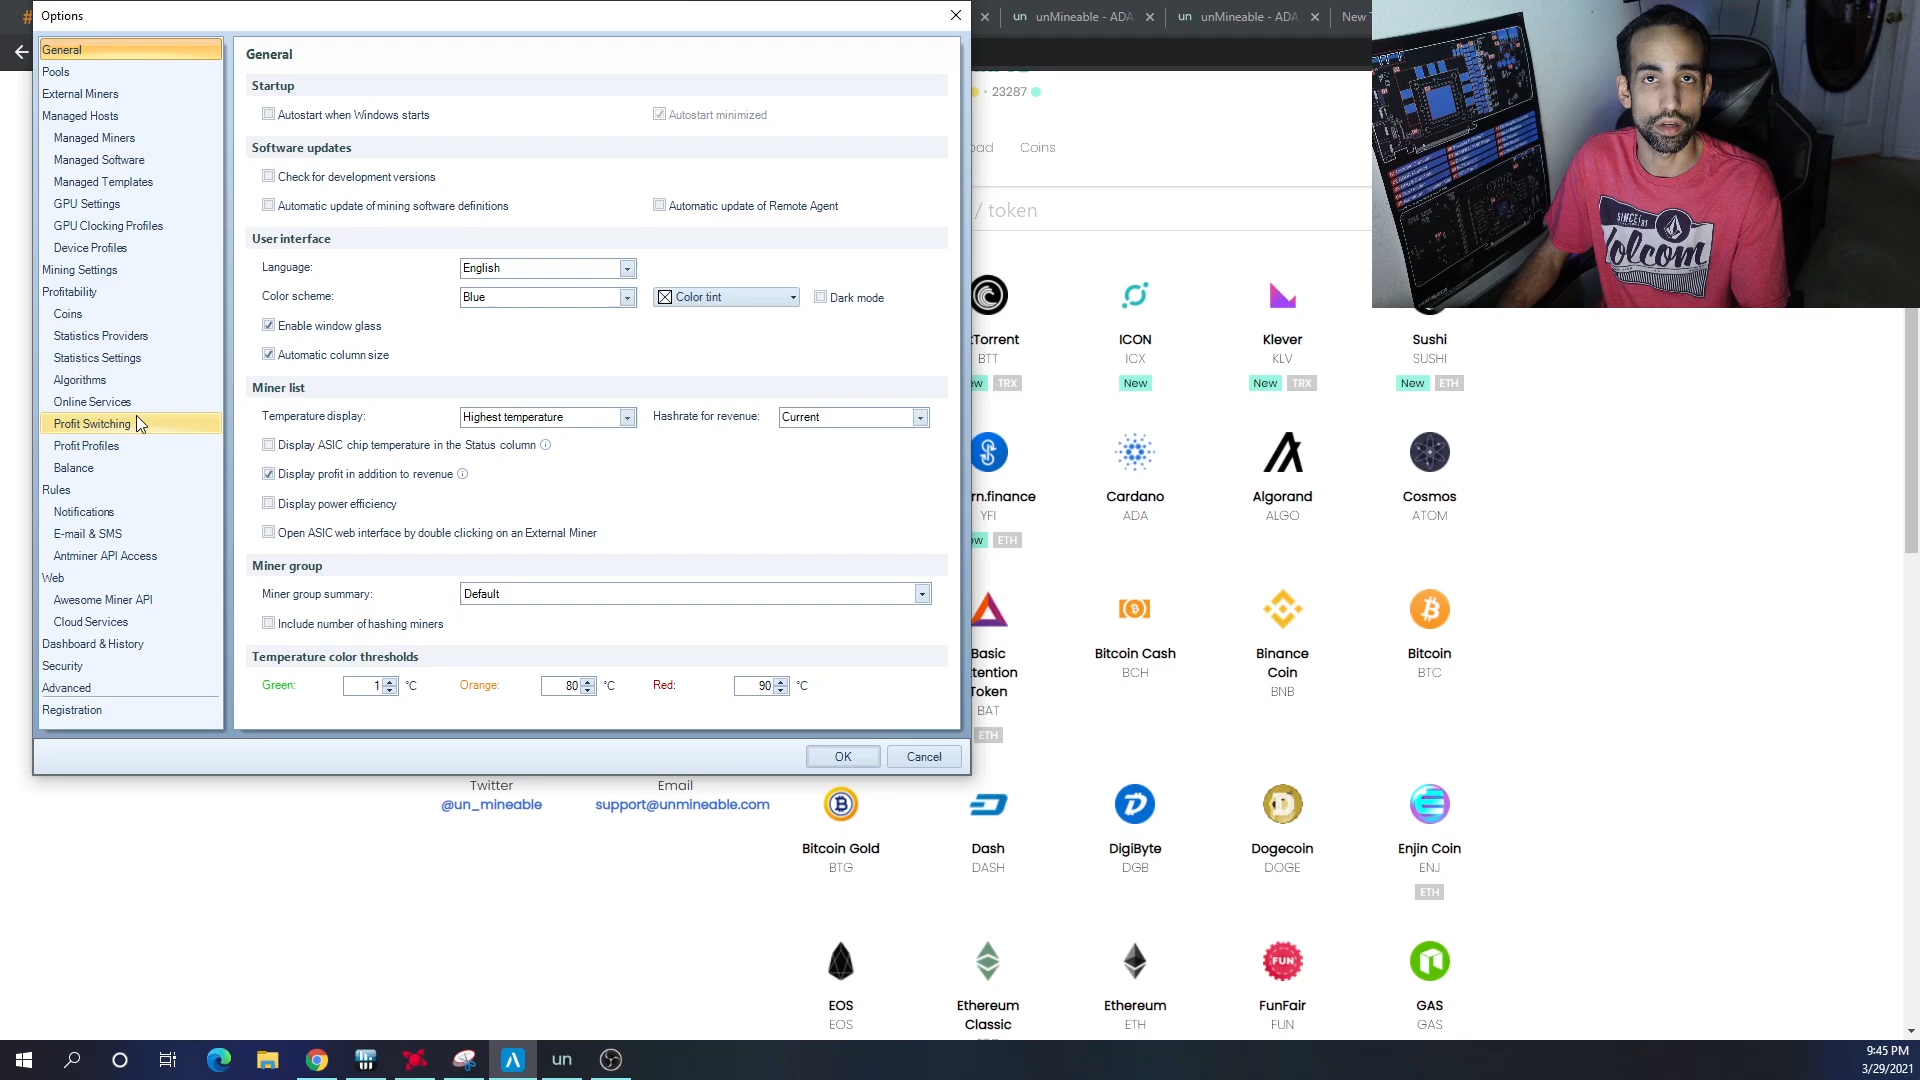 Options
General
Pools
External Miners
Managed Hosts
Managed Miners
Managed Software
Managed Templates
GPU Settings
GPU Clocking Profiles
Device Profiles
Mining Settings
Profitability
Coins
Statistics Providers
Statistics Settings
Algorithms
Online Services
Profit Switching
Profit Profiles
Balance
Rules
Notifications
E-mail & SMS
Antminer API Access
Web
Awesome Miner API
Cloud Services
Dashboard & History
Security
Advanced
Registration
General
Startup
Autostart when Windows starts
Autostart minimized
Software updates
Check for development versions
Automatic update of mining software definitions
Automatic update of Remote Agent
User interface
Language: English
Color scheme: Blue Color tint Dark mode
Enable window glass
Automatic column size
Miner list
Temperature display: Highest temperature Hashrate for revenue: Current
Display ASIC chip temperature in the Status column
Display profit in addition to revenue
Display power efficiency
Open ASIC web interface by double clicking on an External Miner
Miner group
Miner group summary: Default
Include number of hashing miners
Temperature color thresholds
Green: 1 °C Orange: 80 °C Red: 90 °C
OK Cancel
un unMineable - ADA
un unMineable - ADA
New T
• 23287
oad Coins
/ token
tTorrent
BTT
ew TRX
ICON
ICX
New
Klever
KLV
New TRX
Sushi
SUSHI
New ETH
rn.finance
YFI
ew ETH
Cardano
ADA
Algorand
ALGO
Cosmos
ATOM
Basic
ttention
Token
BAT
ETH
Bitcoin Cash
BCH
Binance
Coin
BNB
Bitcoin
BTC
Twitter
@un_mineable
Email
support@unmineable.com
Bitcoin Gold
BTG
Dash
DASH
DigiByte
DGB
Dogecoin
DOGE
Enjin Coin
ENJ
ETH
EOS
EOS
Ethereum
Classic
Ethereum
ETH
FUN
FunFair
FUN
GAS
GAS
SINCE/91
Volcom
un
9:45 PM
3/29/2021